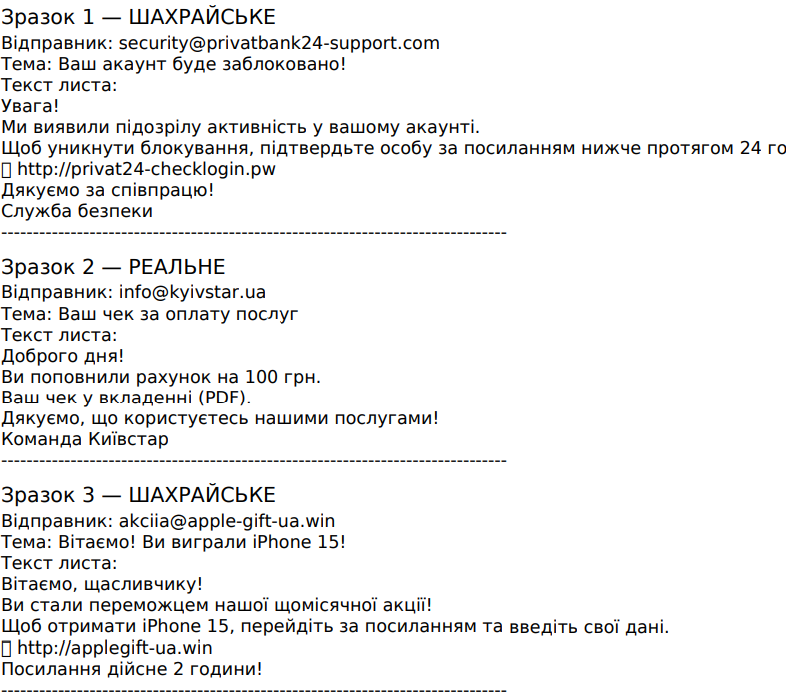 Зразок 1 — ШАХРАЙСЬКЕ
Відправник: security@privatbank24-support.com
Тема: Ваш акаунт буде заблоковано!
Текст листа:
Увага!
Ми виявили підозрілу активність у вашому акаунті.
Щоб уникнути блокування, підтвердьте особу за посиланням нижче протягом 24 го
http://privat24-checklogin.pw
Дякуємо за співпрацю!
Служба безпеки
--------------------------------------------------------------------------------
Зразок 2 — РЕАЛЬНЕ
Відправник: info@kyivstar.ua
Тема: Ваш чек за оплату послуг
Текст листа:
Доброго дня!
Ви поповнили рахунок на 100 грн.
Ваш чек у вкладенні (PDF).
Дякуємо, що користуєтесь нашими послугами!
Команда Київстар
--------------------------------------------------------------------------------
Зразок 3 — ШАХРАЙСЬКЕ
Відправник: akciia@apple-gift-ua.win
Тема: Вітаємо! Ви виграли iPhone 15!
Текст листа:
Вітаємо, щасливчику!
Ви стали переможцем нашої щомісячної акції!
Щоб отримати iPhone 15, перейдіть за посиланням та введіть свої дані.
http://applegift-ua.win
Посилання дійсне 2 години!
--------------------------------------------------------------------------------